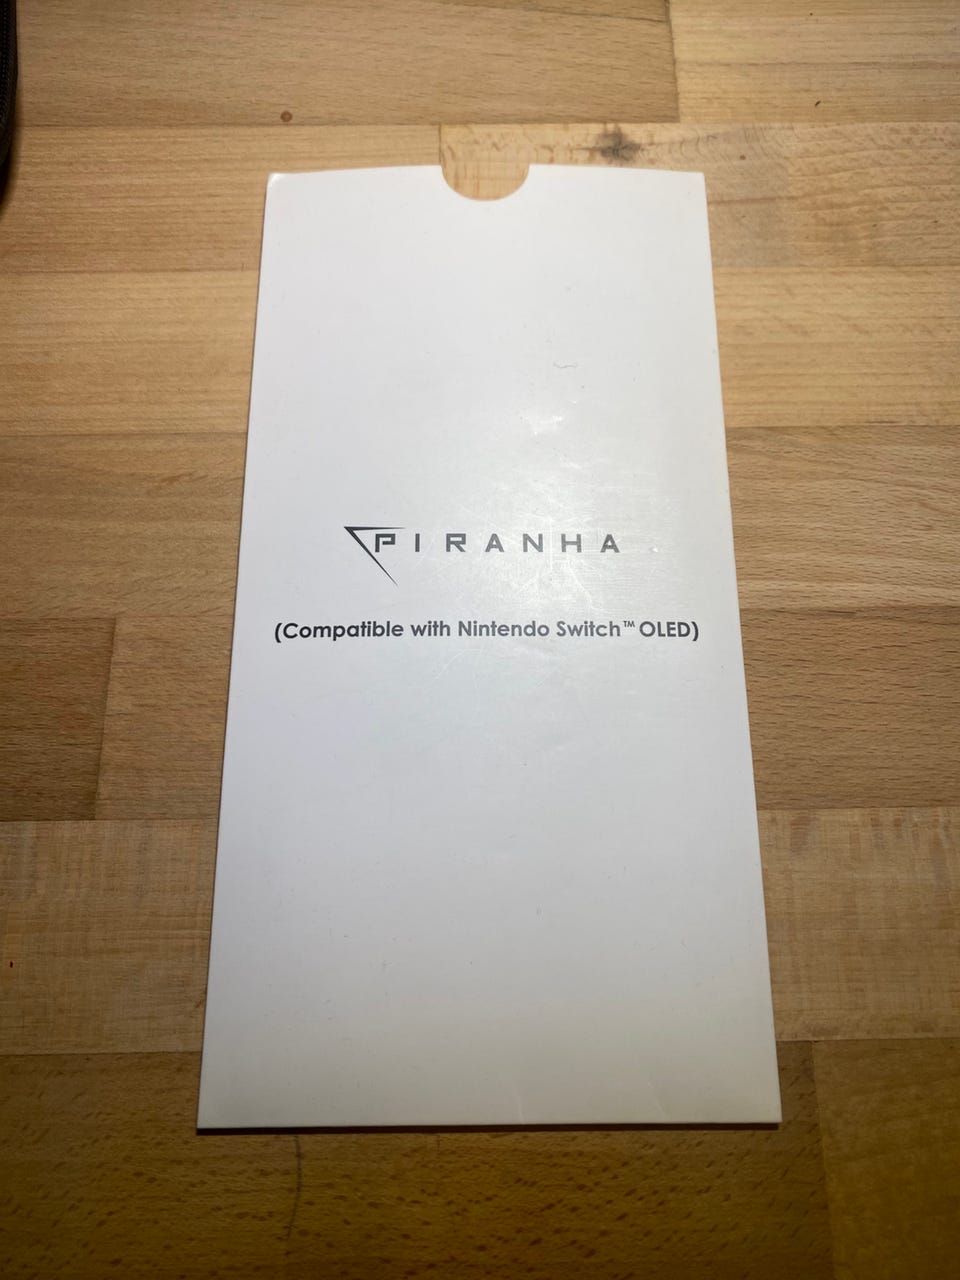 PIRANHA
(Compatible with Nintendo Switch™ OLED)